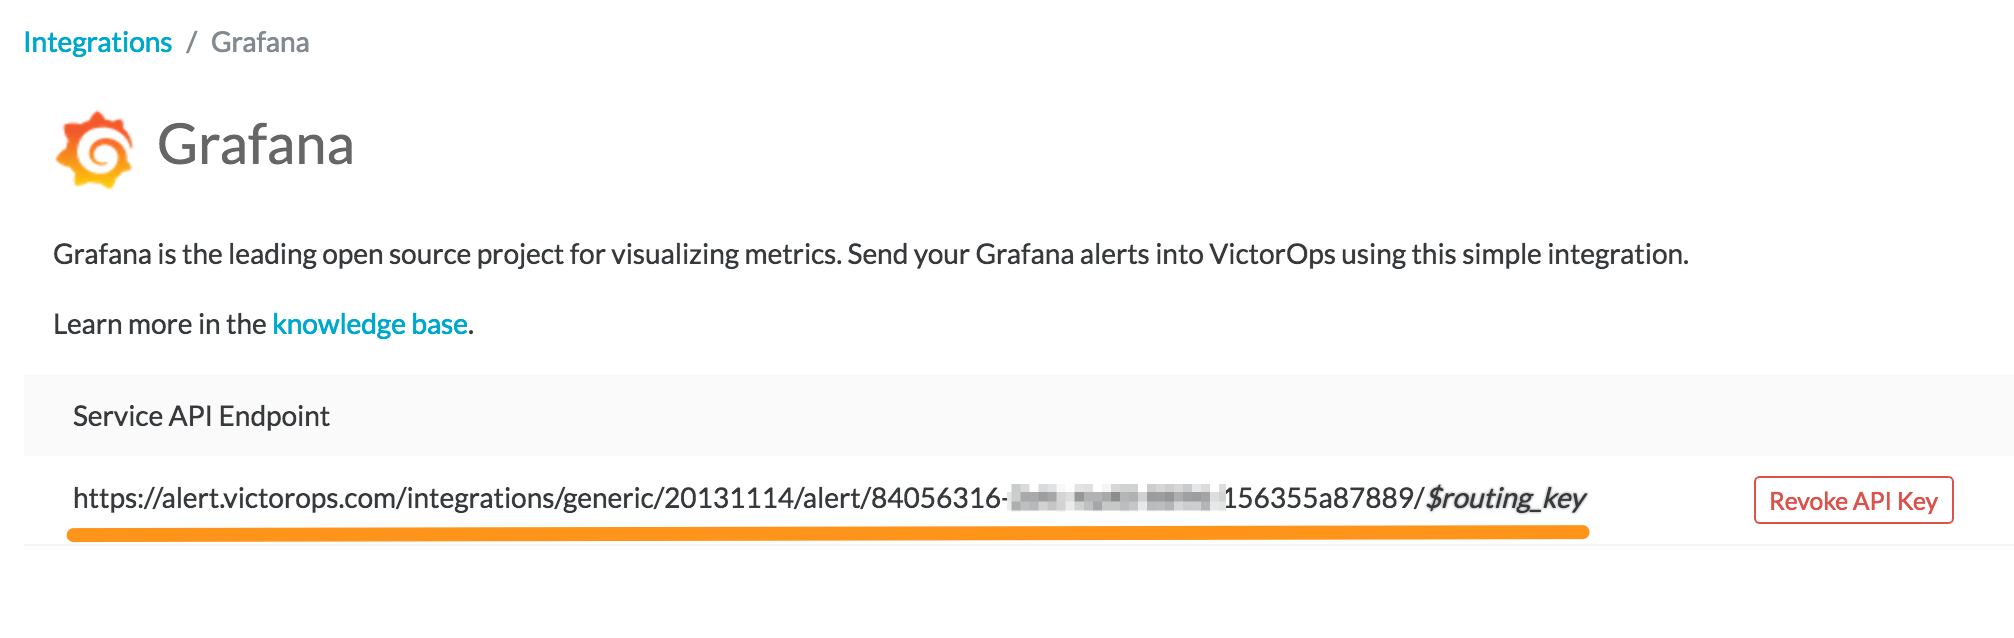 Integrations / Grafana
Grafana
Grafana is the leading open source project for visualizing metrics. Send your Grafana alerts into VictorOps using this simple integration.
Learn more in the knowledge base.
Service API Endpoint
https://alert.victorops.com/integrations/generic/20131114/alert/84056316- 156355a87889/$routing_key
Revoke API Key